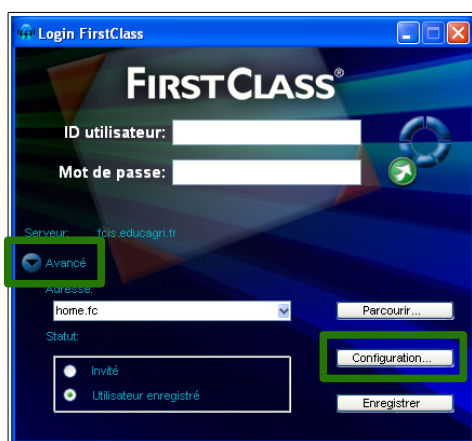 Login FirstClass
FIRSTCLASS®
ID utilisateur:
Mot de passe:
Serveur: fcis.educagri.fr
Avancé
Adresse:
home.fc
Parcourir...
Statut:
Configuration...
Invité
Utilisateur enregistré
Enregistrer